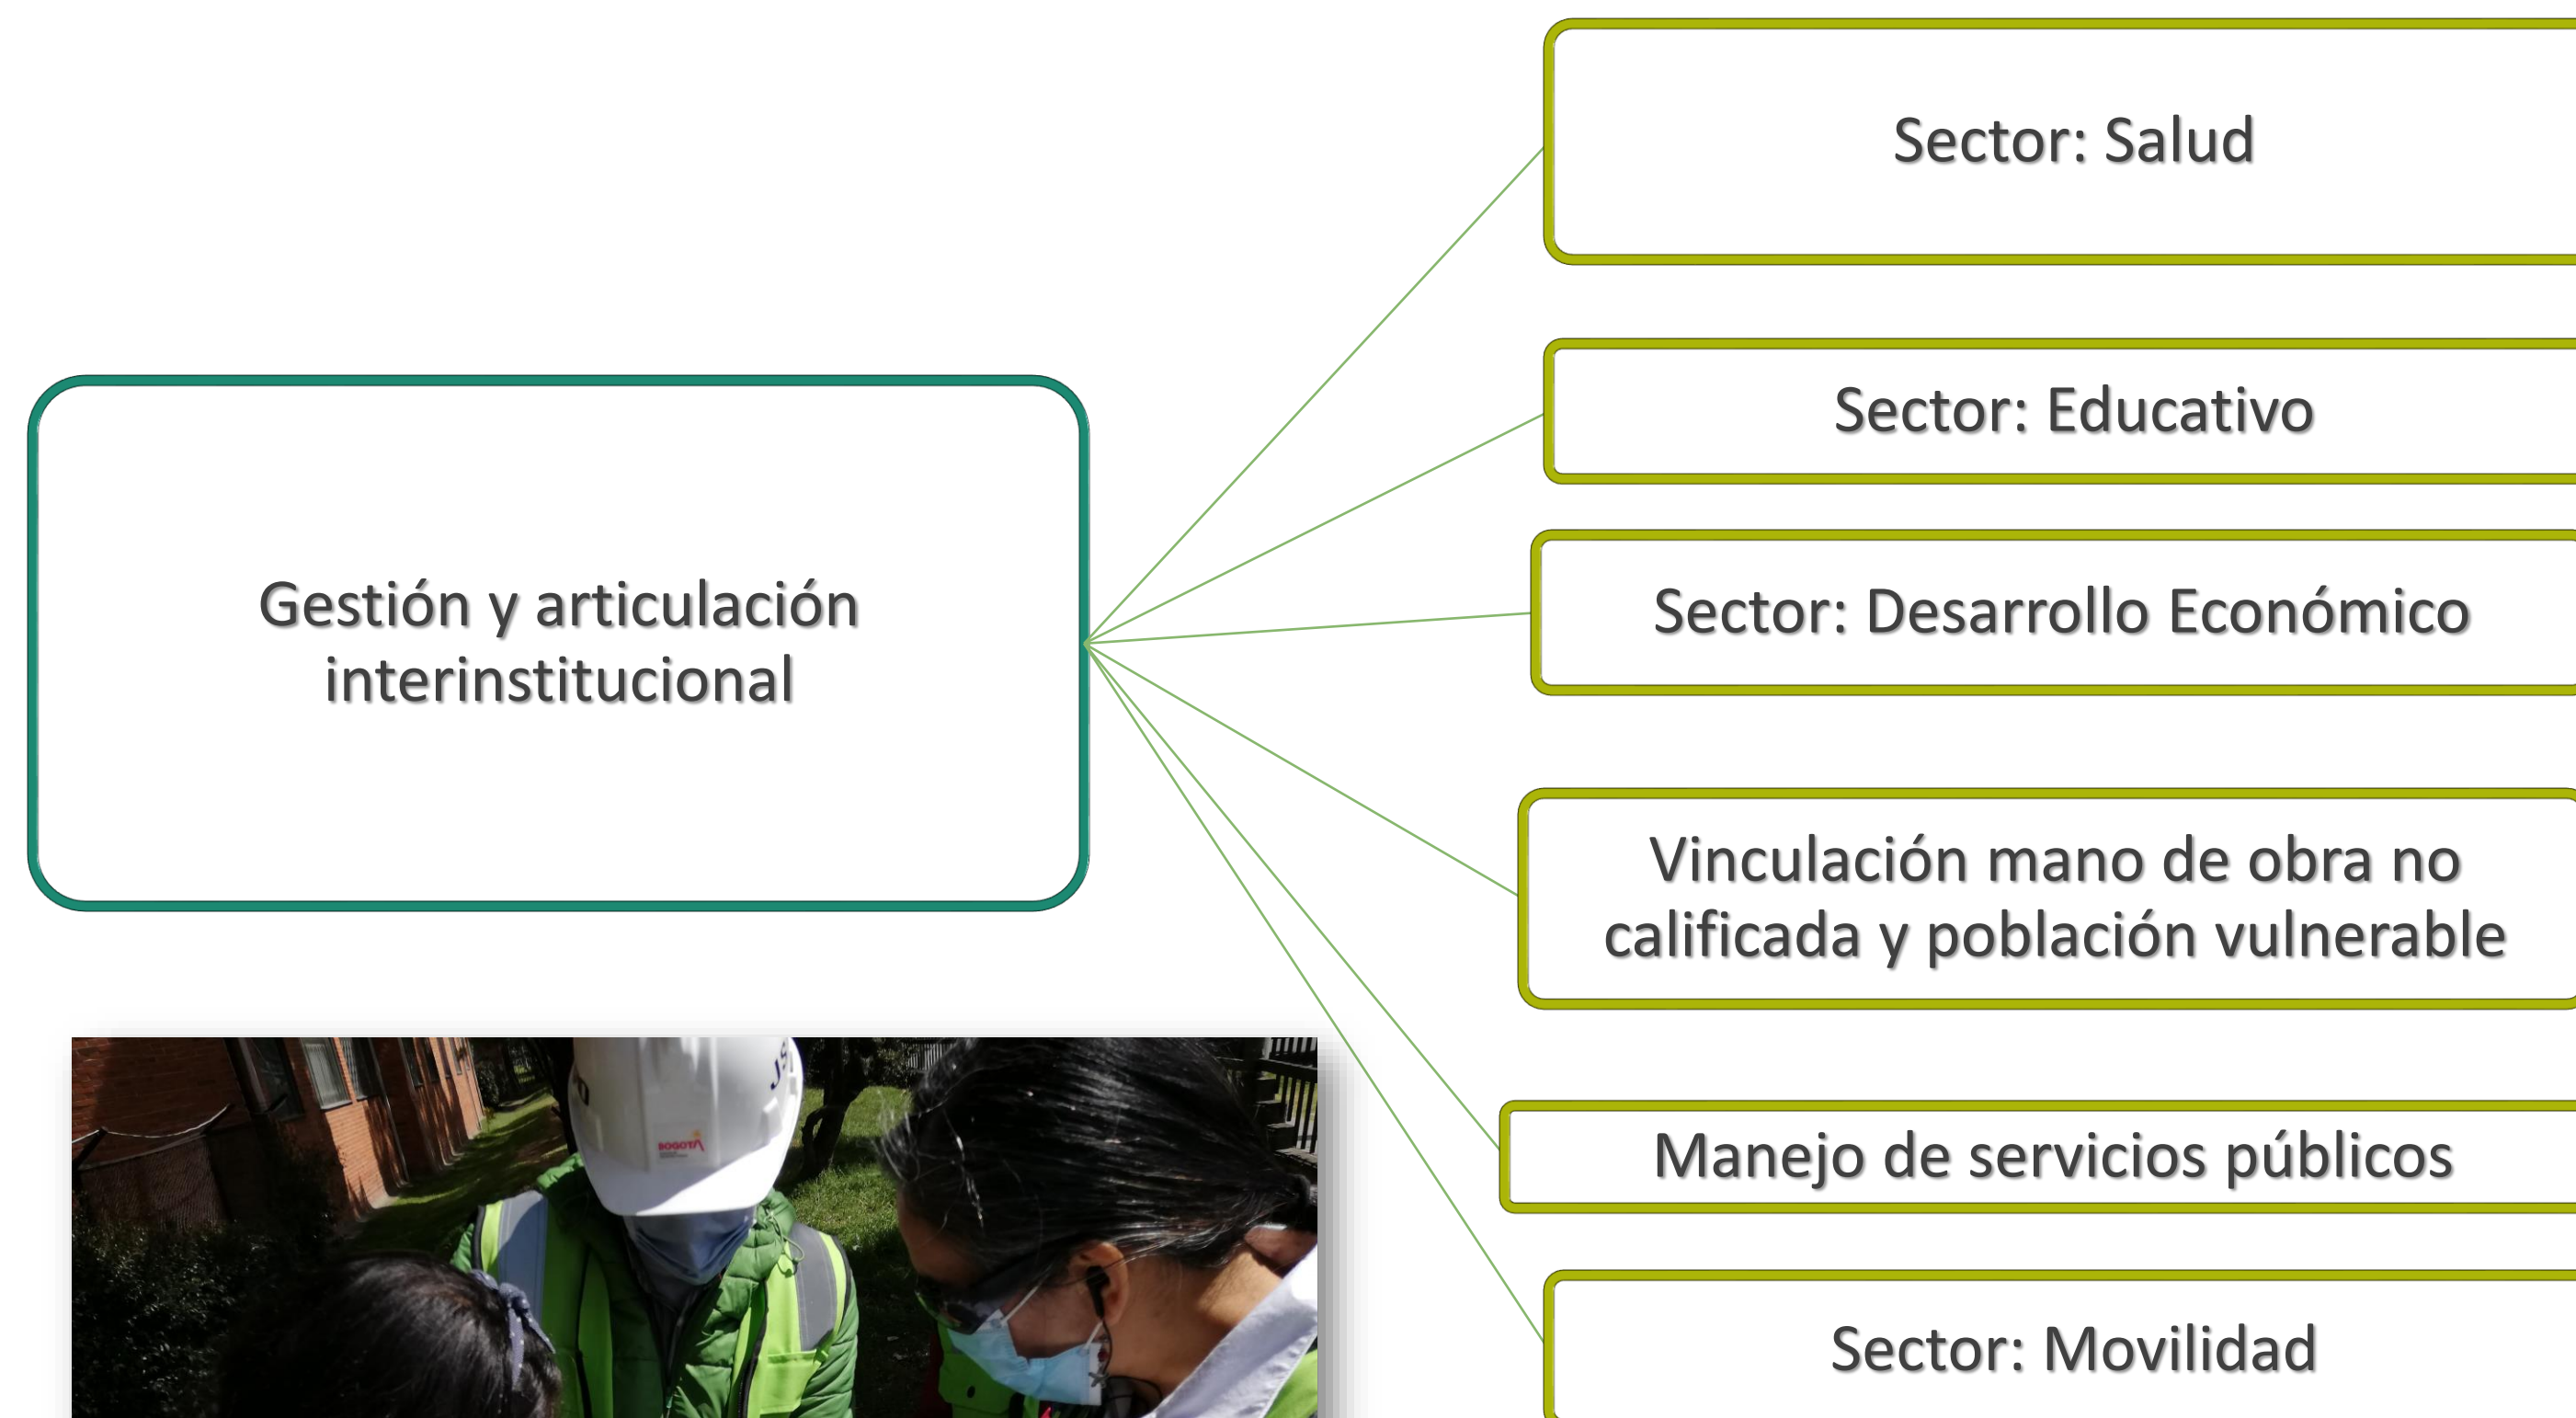 Sector: Salud
Sector: Educativo
Gestión y articulación
interinstitucional
Sector: Desarrollo Económico
Vinculación mano de obra no
calificada y población vulnerable
Manejo de servicios públicos
Sector: Movilidad
BOGOTÁ